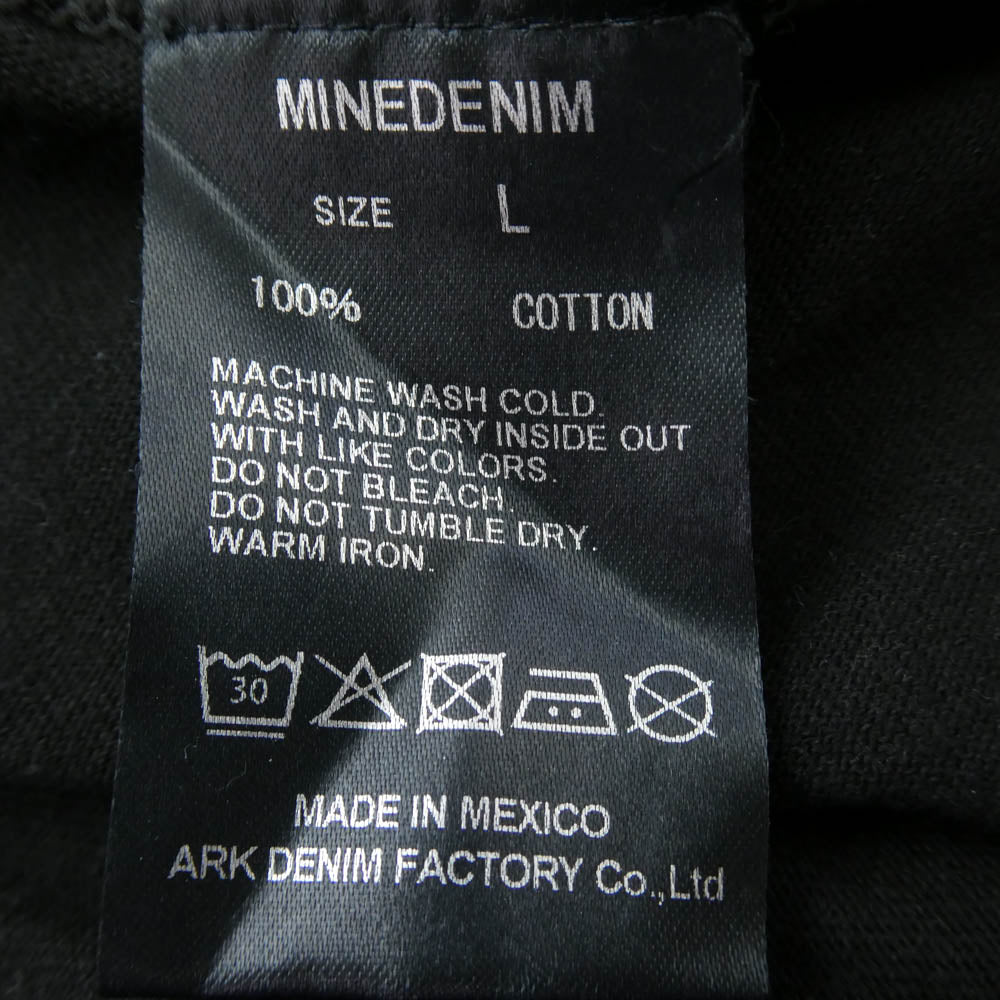 MINEDENIM
SIZE L
100% COTTON
MACHINE WASH COLD.
WASH AND DRY INSIDE OUT
WITH LIKE COLORS.
DO NOT BLEACH.
DO NOT TUMBLE DRY.
WARM IRON.
30
MADE IN MEXICO
ARK DENIM FACTORY Co.,Ltd